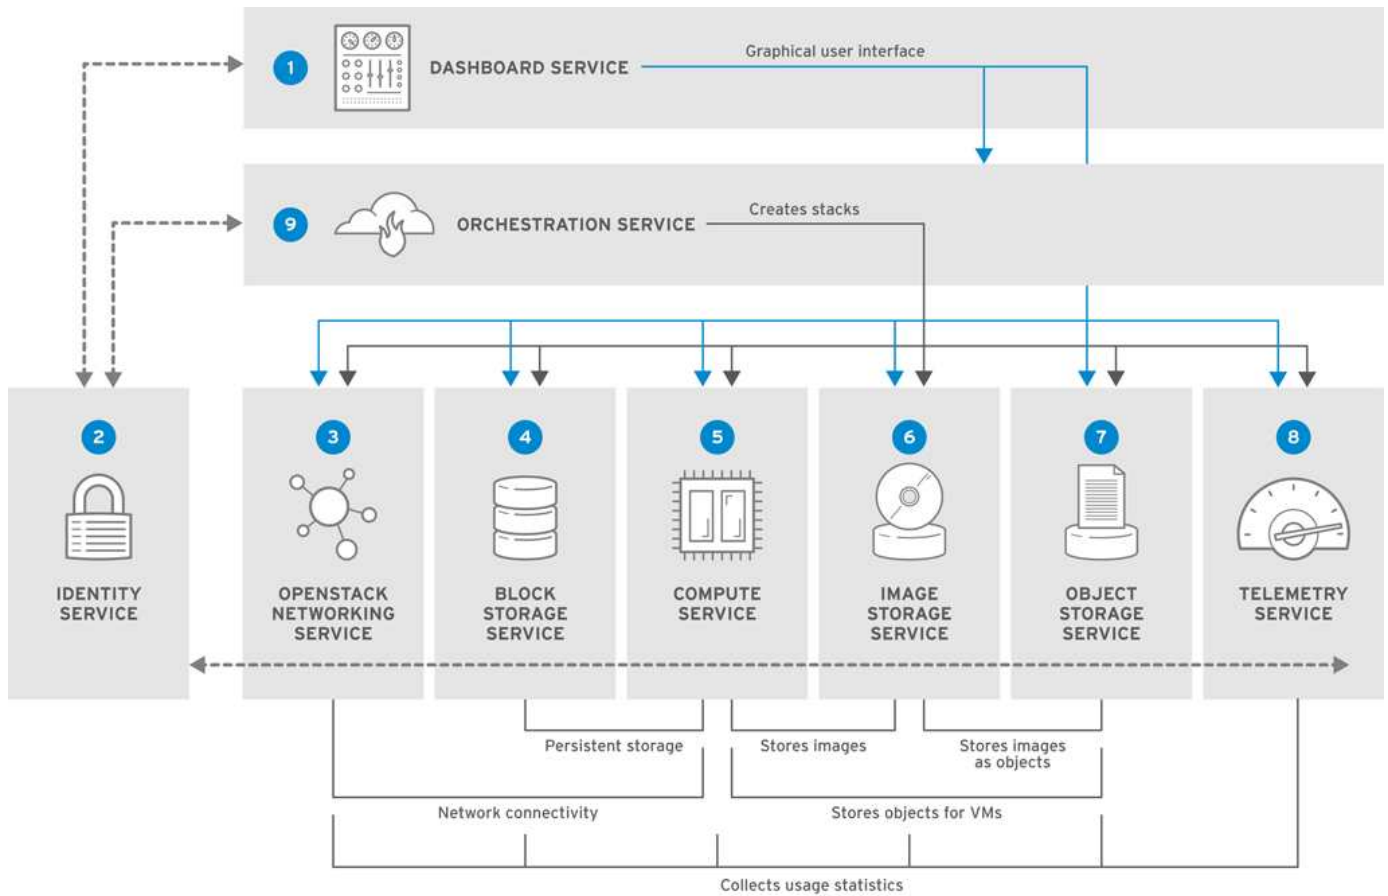 1
DASHBOARD SERVICE
Graphical user interface
9
ORCHESTRATION SERVICE
Creates stacks
2
IDENTITY
SERVICE
3
OPENSTACK
NETWORKING
SERVICE
4
BLOCK
STORAGE
SERVICE
5
COMPUTE
SERVICE
6
IMAGE
STORAGE
SERVICE
7
OBJECT
STORAGE
SERVICE
8
TELEMETRY
SERVICE
Persistent storage
Stores images
Stores images
as objects
Network connectivity
Stores objects for VMs
Collects usage statistics